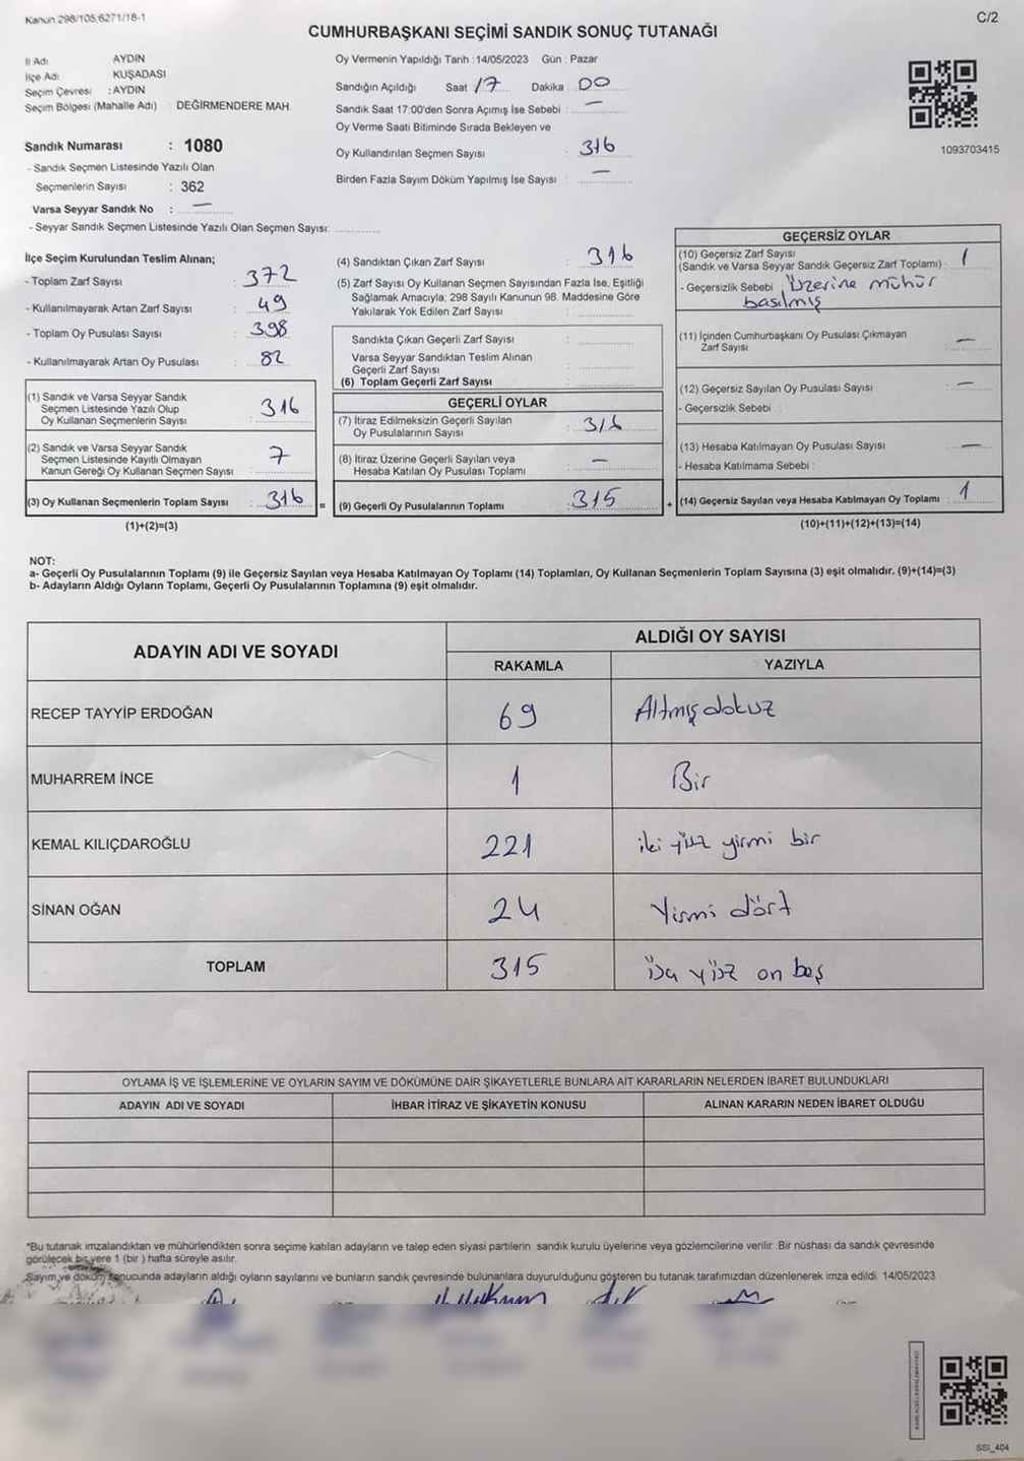 Kanun 298/105,6271/18-1
C/2
CUMHURBAŞKANI SEÇİMİ SANDIK SONUÇ TUTANAĞI
İl Adı: AYDIN
İlçe Adı: KUŞADASI
Seçim Çevresi : AYDIN
Seçim Bölgesi (Mahalle Adı) : DEĞİRMENDERE MAH.
Sandık Numarası : 1080
- Sandık Seçmen Listesinde Yazılı Olan
Seçmenlerin Sayısı : 362
Varsa Seyyar Sandık No : —
- Seyyar Sandık Seçmen Listesinde Yazılı Olan Seçmen Sayısı:
Oy Vermenin Yapıldığı Tarih : 14/05/2023 Gün : Pazar
Sandığın Açıldığı Saat 17 Dakika 00
Sandık Saat 17:00'den Sonra Açımış İse Sebebi : —
Oy Verme Saati Bitiminde Sırada Bekleyen ve
Oy Kullandırılan Seçmen Sayısı : 316
Birden Fazla Sayım Döküm Yapılmış İse Sayısı : —
1093703415
İlçe Seçim Kurulundan Teslim Alınan;
- Toplam Zarf Sayısı : 372
- Kullanılmayarak Artan Zarf Sayısı : 49
- Toplam Oy Pusulası Sayısı : 398
- Kullanılmayarak Artan Oy Pusulası : 82
(1) Sandık ve Varsa Seyyar Sandık
Seçmen Listesinde Yazılı Olup
Oy Kullanan Seçmenlerin Sayısı : 316
(2) Sandık ve Varsa Seyyar Sandık
Seçmen Listesinde Kayıtlı Olmayan
Kanun Gereği Oy Kullanan Seçmen Sayısı : 7
(3) Oy Kullanan Seçmenlerin Toplam Sayısı : 316
(1)+(2)=(3)
(4) Sandıktan Çıkan Zarf Sayısı : 316
(5) Zarf Sayısı Oy Kullanan Seçmen Sayısından Fazla İse, Eşitliği
Sağlamak Amacıyla; 298 Sayılı Kanunun 98. Maddesine Göre
Yakılarak Yok Edilen Zarf Sayısı :
Sandıkta Çıkan Geçerli Zarf Sayısı :
Varsa Seyyar Sandıktan Teslim Alınan
Geçerli Zarf Sayısı :
(6) Toplam Geçerli Zarf Sayısı :
GEÇERLİ OYLAR
(7) İtiraz Edilmeksizin Geçerli Sayılan
Oy Pusulalarının Sayısı : 316
(8) İtiraz Üzerine Geçerli Sayılan veya
Hesaba Katılan Oy Pusulası Toplamı : —
= (9) Geçerli Oy Pusulalarının Toplamı : 315
GEÇERSİZ OYLAR
(10) Geçersiz Zarf Sayısı
(Sandık ve Varsa Seyyar Sandık Geçersiz Zarf Toplamı) : 1
- Geçersizlik Sebebi : Üzerine mühür
basılmış
(11) İçinden Cumhurbaşkanı Oy Pusulası Çıkmayan
Zarf Sayısı : —
(12) Geçersiz Sayılan Oy Pusulası Sayısı : —
- Geçersizlik Sebebi :
(13) Hesaba Katılmayan Oy Pusulası Sayısı : —
- Hesaba Katılmama Sebebi :
+ (14) Geçersiz Sayılan veya Hesaba Katılmayan Oy Toplamı : 1
(10)+(11)+(12)+(13)=(14)
NOT:
a- Geçerli Oy Pusulalarının Toplamı (9) ile Geçersiz Sayılan veya Hesaba Katılmayan Oy Toplamı (14) Toplamları, Oy Kullanan Seçmenlerin Toplam Sayısına (3) eşit olmalıdır. (9)+(14)=(3)
b- Adayların Aldığı Oyların Toplamı, Geçerli Oy Pusulalarının Toplamına (9) eşit olmalıdır.
ADAYIN ADI VE SOYADI ALDIĞI OY SAYISI
RAKAMLA YAZIYLA
RECEP TAYYİP ERDOĞAN 69 Altmış dokuz
MUHARREM İNCE 1 Bir
KEMAL KILIÇDAROĞLU 221 iki yüz yirmi bir
SİNAN OĞAN 24 Yirmi dört
TOPLAM 315 üç yüz on beş
OYLAMA İŞ VE İŞLEMLERİNE VE OYLARIN SAYIM VE DÖKÜMÜNE DAİR ŞİKAYETLERLE BUNLARA AİT KARARLARIN NELERDEN İBARET BULUNDUKLARI
ADAYIN ADI VE SOYADI İHBAR İTİRAZ VE ŞİKAYETİN KONUSU ALINAN KARARIN NEDEN İBARET OLDUĞU
*Bu tutanak imzalandıktan ve mühürlendikten sonra seçime katılan adayların ve talep eden siyasi partilerin sandık kurulu üyelerine veya gözlemcilerine verilir. Bir nüshası da sandık çevresinde
görülecek bir yere 1 (bir ) hafta süreyle asılır.
Sayım ve döküm sonucunda adayların aldığı oyların sayılarını ve bunların sandık çevresinde bulunanlara duyurulduğunu gösteren bu tutanak tarafımızdan düzenlenerek imza edildi. 14/05/2023
SSİ_404